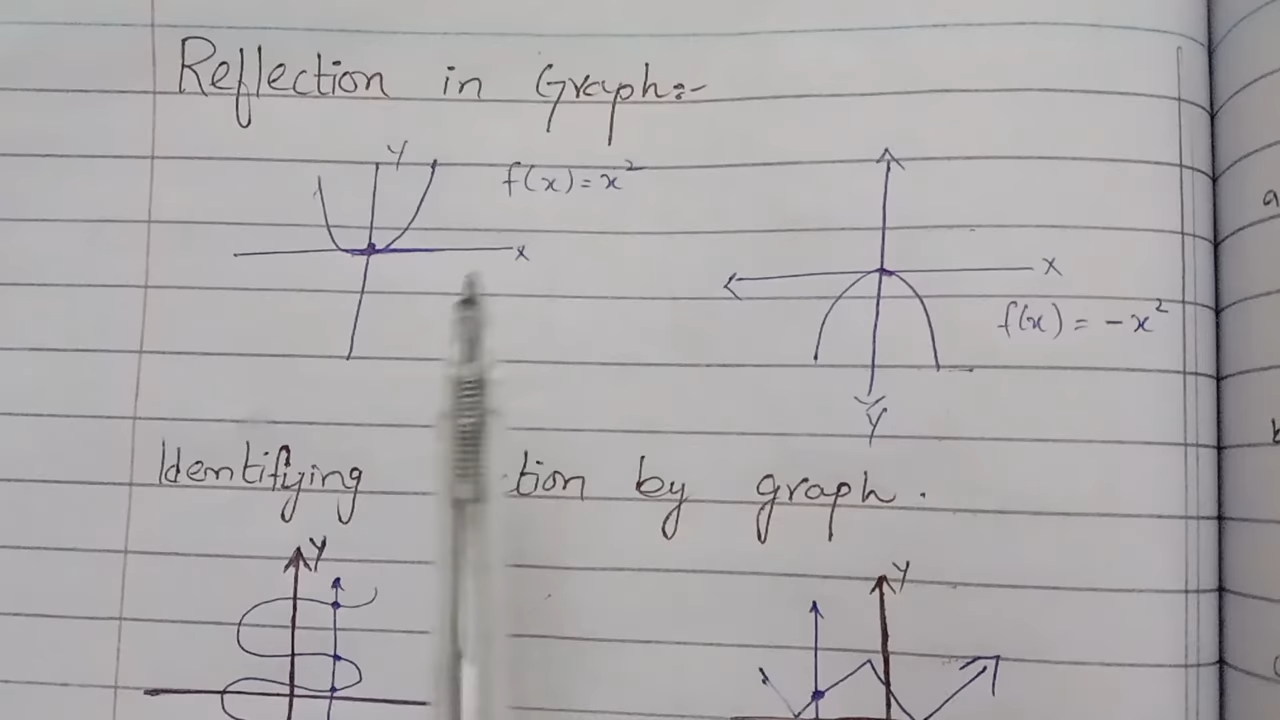 Reflection in Graph:-
Y
f(x) = x²
x
X
f(x) = -x²
Y
Identifying tion by graph.
Y
Y
a
b